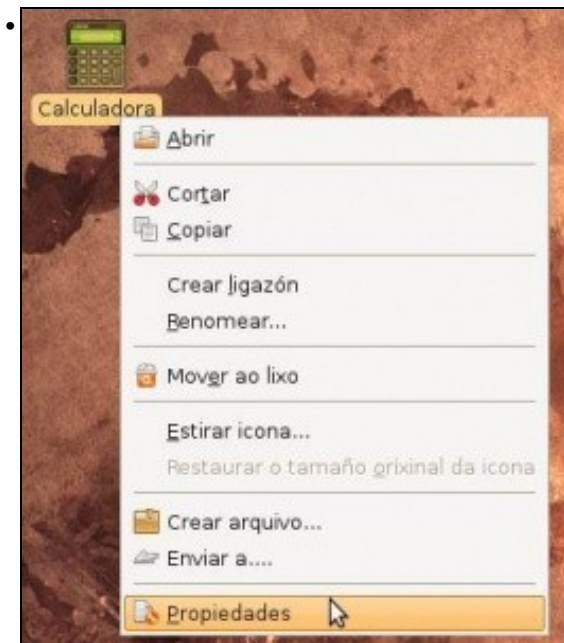 Calculadora
Abrir
Cortar
Copiar
Crear ligazón
Renomear...
Mover ao lixo
Estirar icona...
Restaurar o tamaño orixinal da icona
Crear arquivo...
Enviar a....
Propiedades